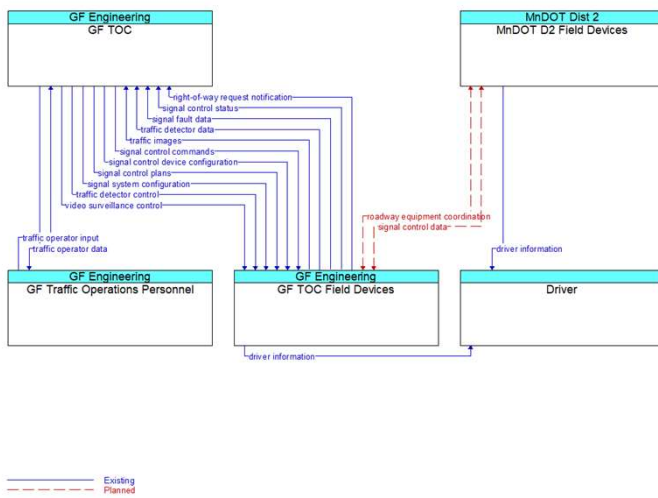 GF Engineering
GF TOC
MnDOT Dist 2
MnDOT D2 Field Devices
right-of-way request notification
signal control status
signal fault data
traffic detector data
traffic images
signal control commands
signal control device configuration
signal control plans
signal system configuration
traffic detector control
video surveillance control
roadway equipment coordination
signal control data
traffic operator input
traffic operator data
driver information
GF Engineering
GF Traffic Operations Personnel
GF Engineering
GF TOC Field Devices
Driver
driver information
Existing
Planned